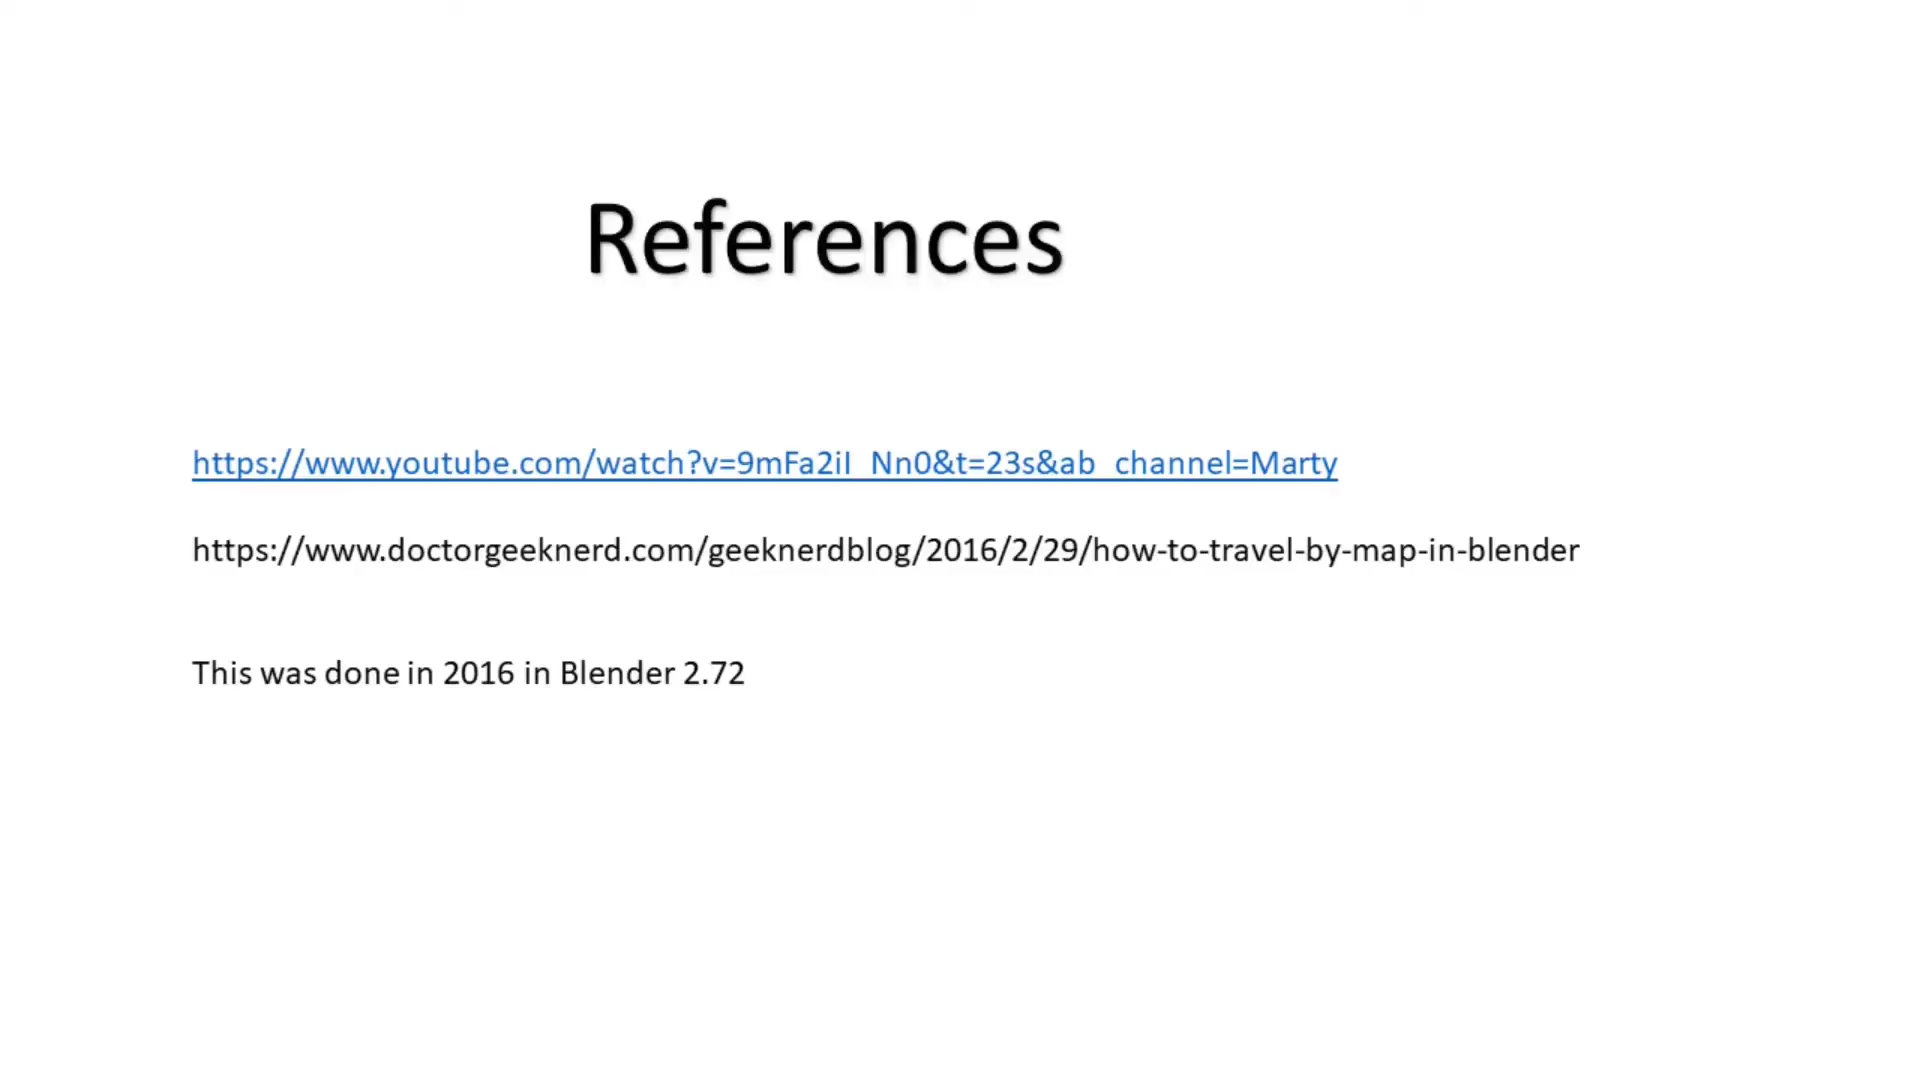 References
https://www.youtube.com/watch?v=9mFa2iI_Nn0&t=23s&ab_channel=Marty
https://www.doctorgeeknerd.com/geeknerdblog/2016/2/29/how-to-travel-by-map-in-blender
This was done in 2016 in Blender 2.72